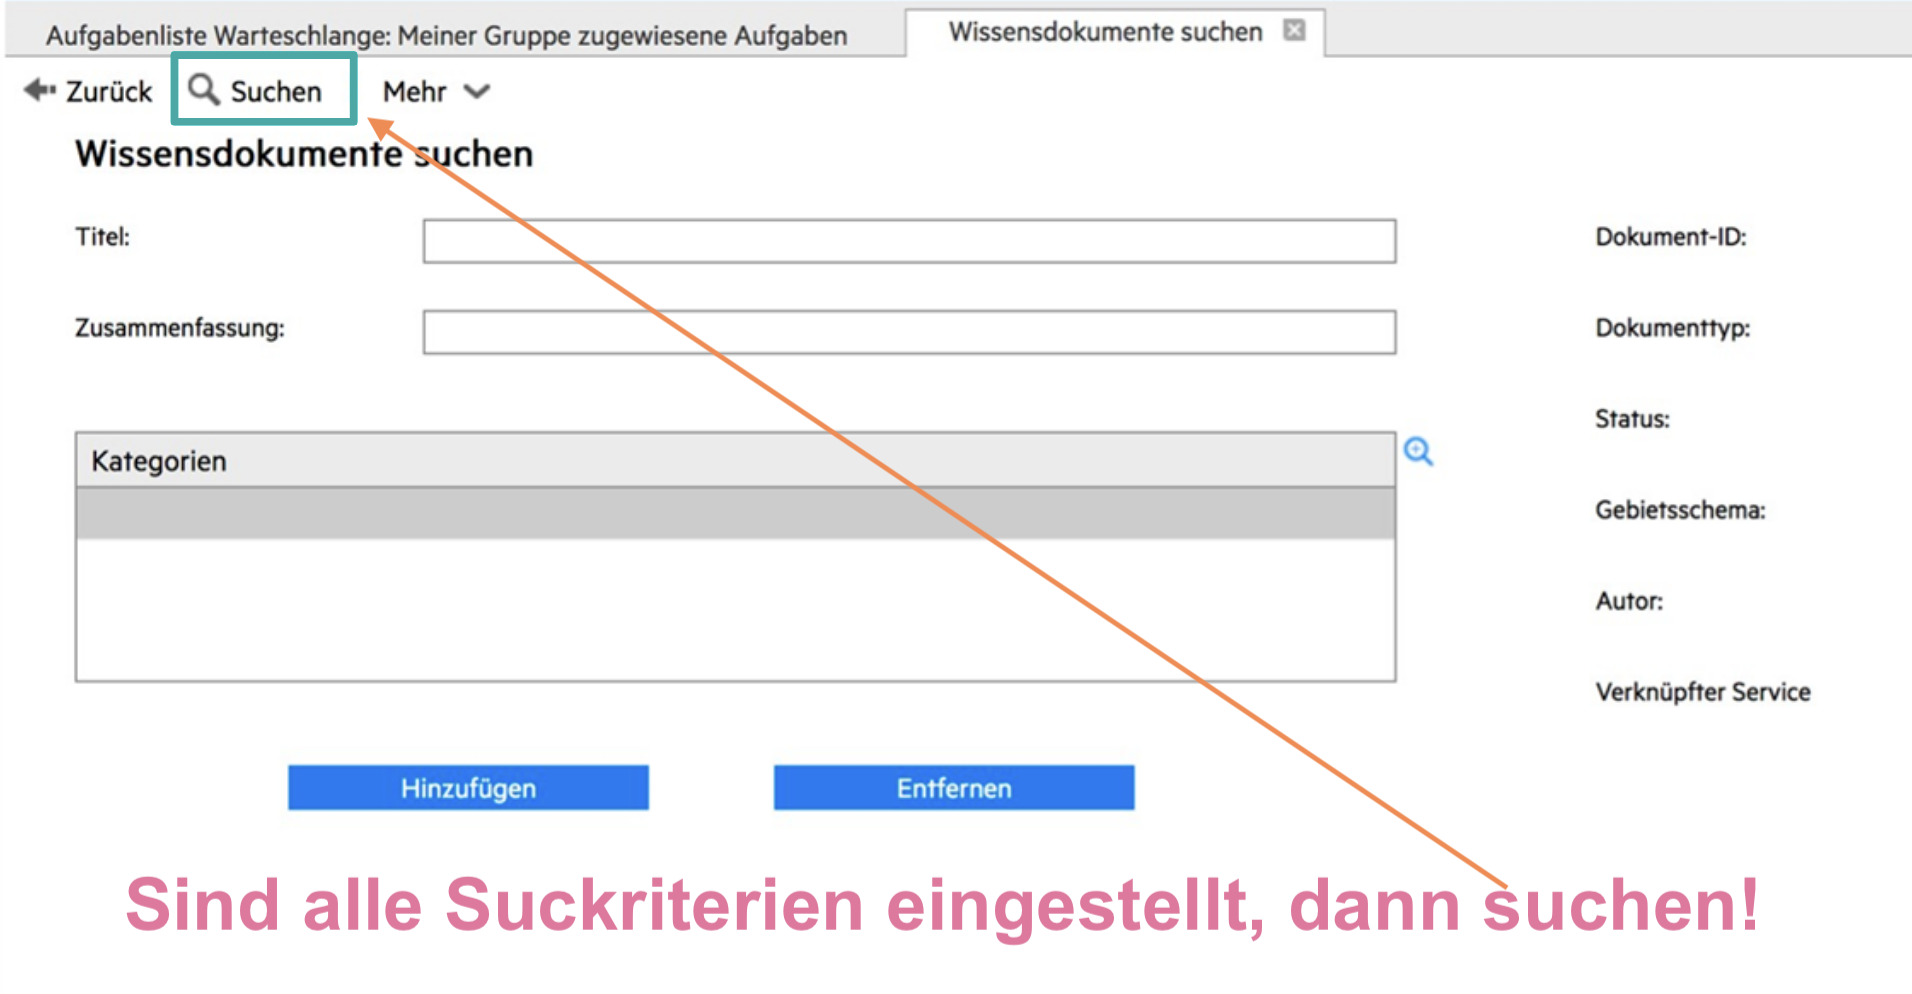 Aufgabenliste Warteschlange: Meiner Gruppe zugewiesene Aufgaben
Wissensdokumente suchen
Zurück
Suchen
Mehr
Wissensdokumente suchen
Titel:
Dokument-ID:
Zusammenfassung:
Dokumenttyp:
Status:
Kategorien
Gebietsschema:
Autor:
Verknüpfter Service
Hinzufügen
Entfernen
Sind alle Suckriterien eingestellt, dann suchen!